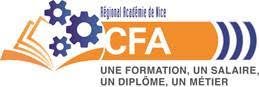 Régional Académie de Nice
CFA
UNE FORMATION, UN SALAIRE,
UN DIPLÔME, UN MÉTIER